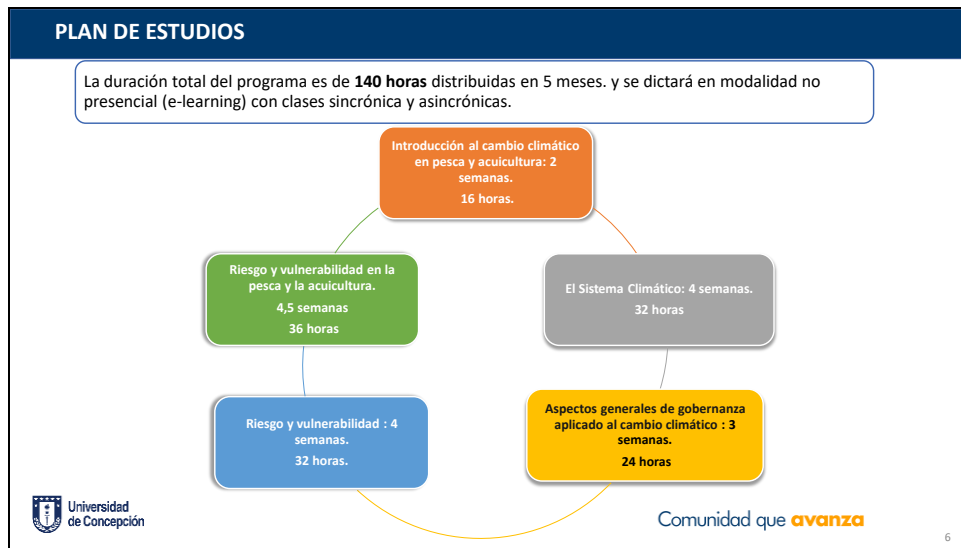 PLAN DE ESTUDIOS
La duración total del programa es de 140 horas distribuidas en 5 meses. y se dictará en modalidad no
presencial (e-learning) con clases sincrónica y asincrónicas.
Introducción al cambio climático
en pesca y acuicultura: 2
semanas.
16 horas.
El Sistema Climático: 4 semanas.
32 horas
Aspectos generales de gobernanza
aplicado al cambio climático : 3
semanas.
24 horas
Riesgo y vulnerabilidad : 4
semanas.
32 horas.
Riesgo y vulnerabilidad en la
pesca y la acuicultura.
4,5 semanas
36 horas
Universidad
de Concepción
Comunidad que avanza
6